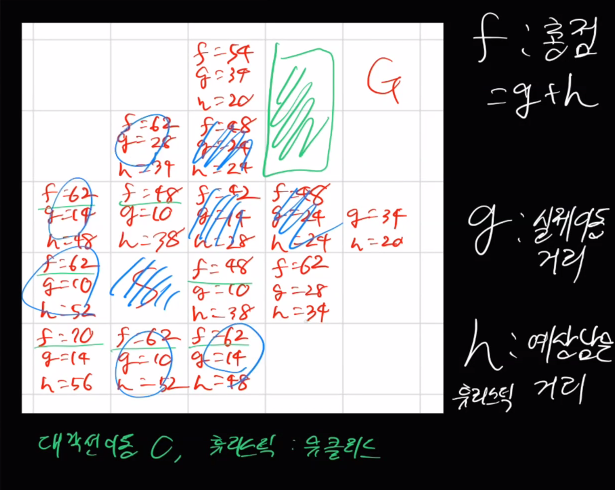 f=54
g=34
h=20
G
f=62
g=28
h=34
f=48
g=24
h=24
f=62
g=14
h=48
f=48
g=10
h=38
f=42
g=14
h=28
f=48
g=24
h=24
g=34
h=20
f=62
g=10
h=52
S
f=48
g=10
h=38
f=62
g=28
h=34
f=70
g=14
h=56
f=62
g=10
h=52
f=62
g=14
h=48
대각선이동 O, 휴리스틱 : 유클리드
f : 총점
=g+h
g : 실제이동
거리
h : 예상남은
휴리스틱 거리